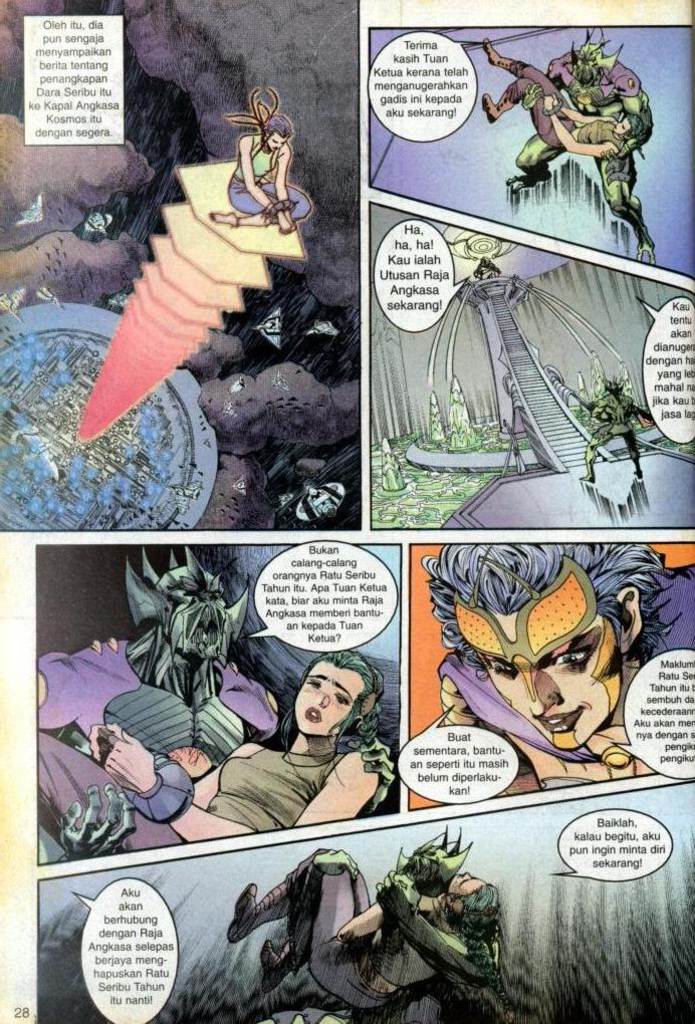 Oleh itu, dia
pun sengaja
menyampaikan
berita tentang
penangkapan
Dara Seribu itu
ke Kapal Angkasa
Kosmos itu
dengan segera.
Terima
kasih Tuan
Ketua kerana telah
menganugerahkan
gadis ini kepada
aku sekarang!
Ha,
ha, ha!
Kau ialah
Utusan Raja
Angkasa
sekarang!
Kau
tentu
akan
dianuger
dengan ha
yang leb
mahal na
jika kau b
jasa lag
Bukan
calang-calang
orangnya Ratu Seribu
Tahun itu. Apa Tuan Ketua
kata, biar aku minta Raja
Angkasa memberi bantu-
an kepada Tuan
Ketua?
Buat
sementara, bantu-
an seperti itu masih
belum diperlaku-
kan!
Maklum
Ratu Se
Tahun itu b
sembuh da
kecederaan
Aku akan men
nya dengan s
pengik
pengiku
Baiklah,
kalau begitu, aku
pun ingin minta diri
sekarang!
Aku
akan
berhubung
dengan Raja
Angkasa selepas
berjaya meng-
hapuskan Ratu
Seribu Tahun
itu nanti!
28